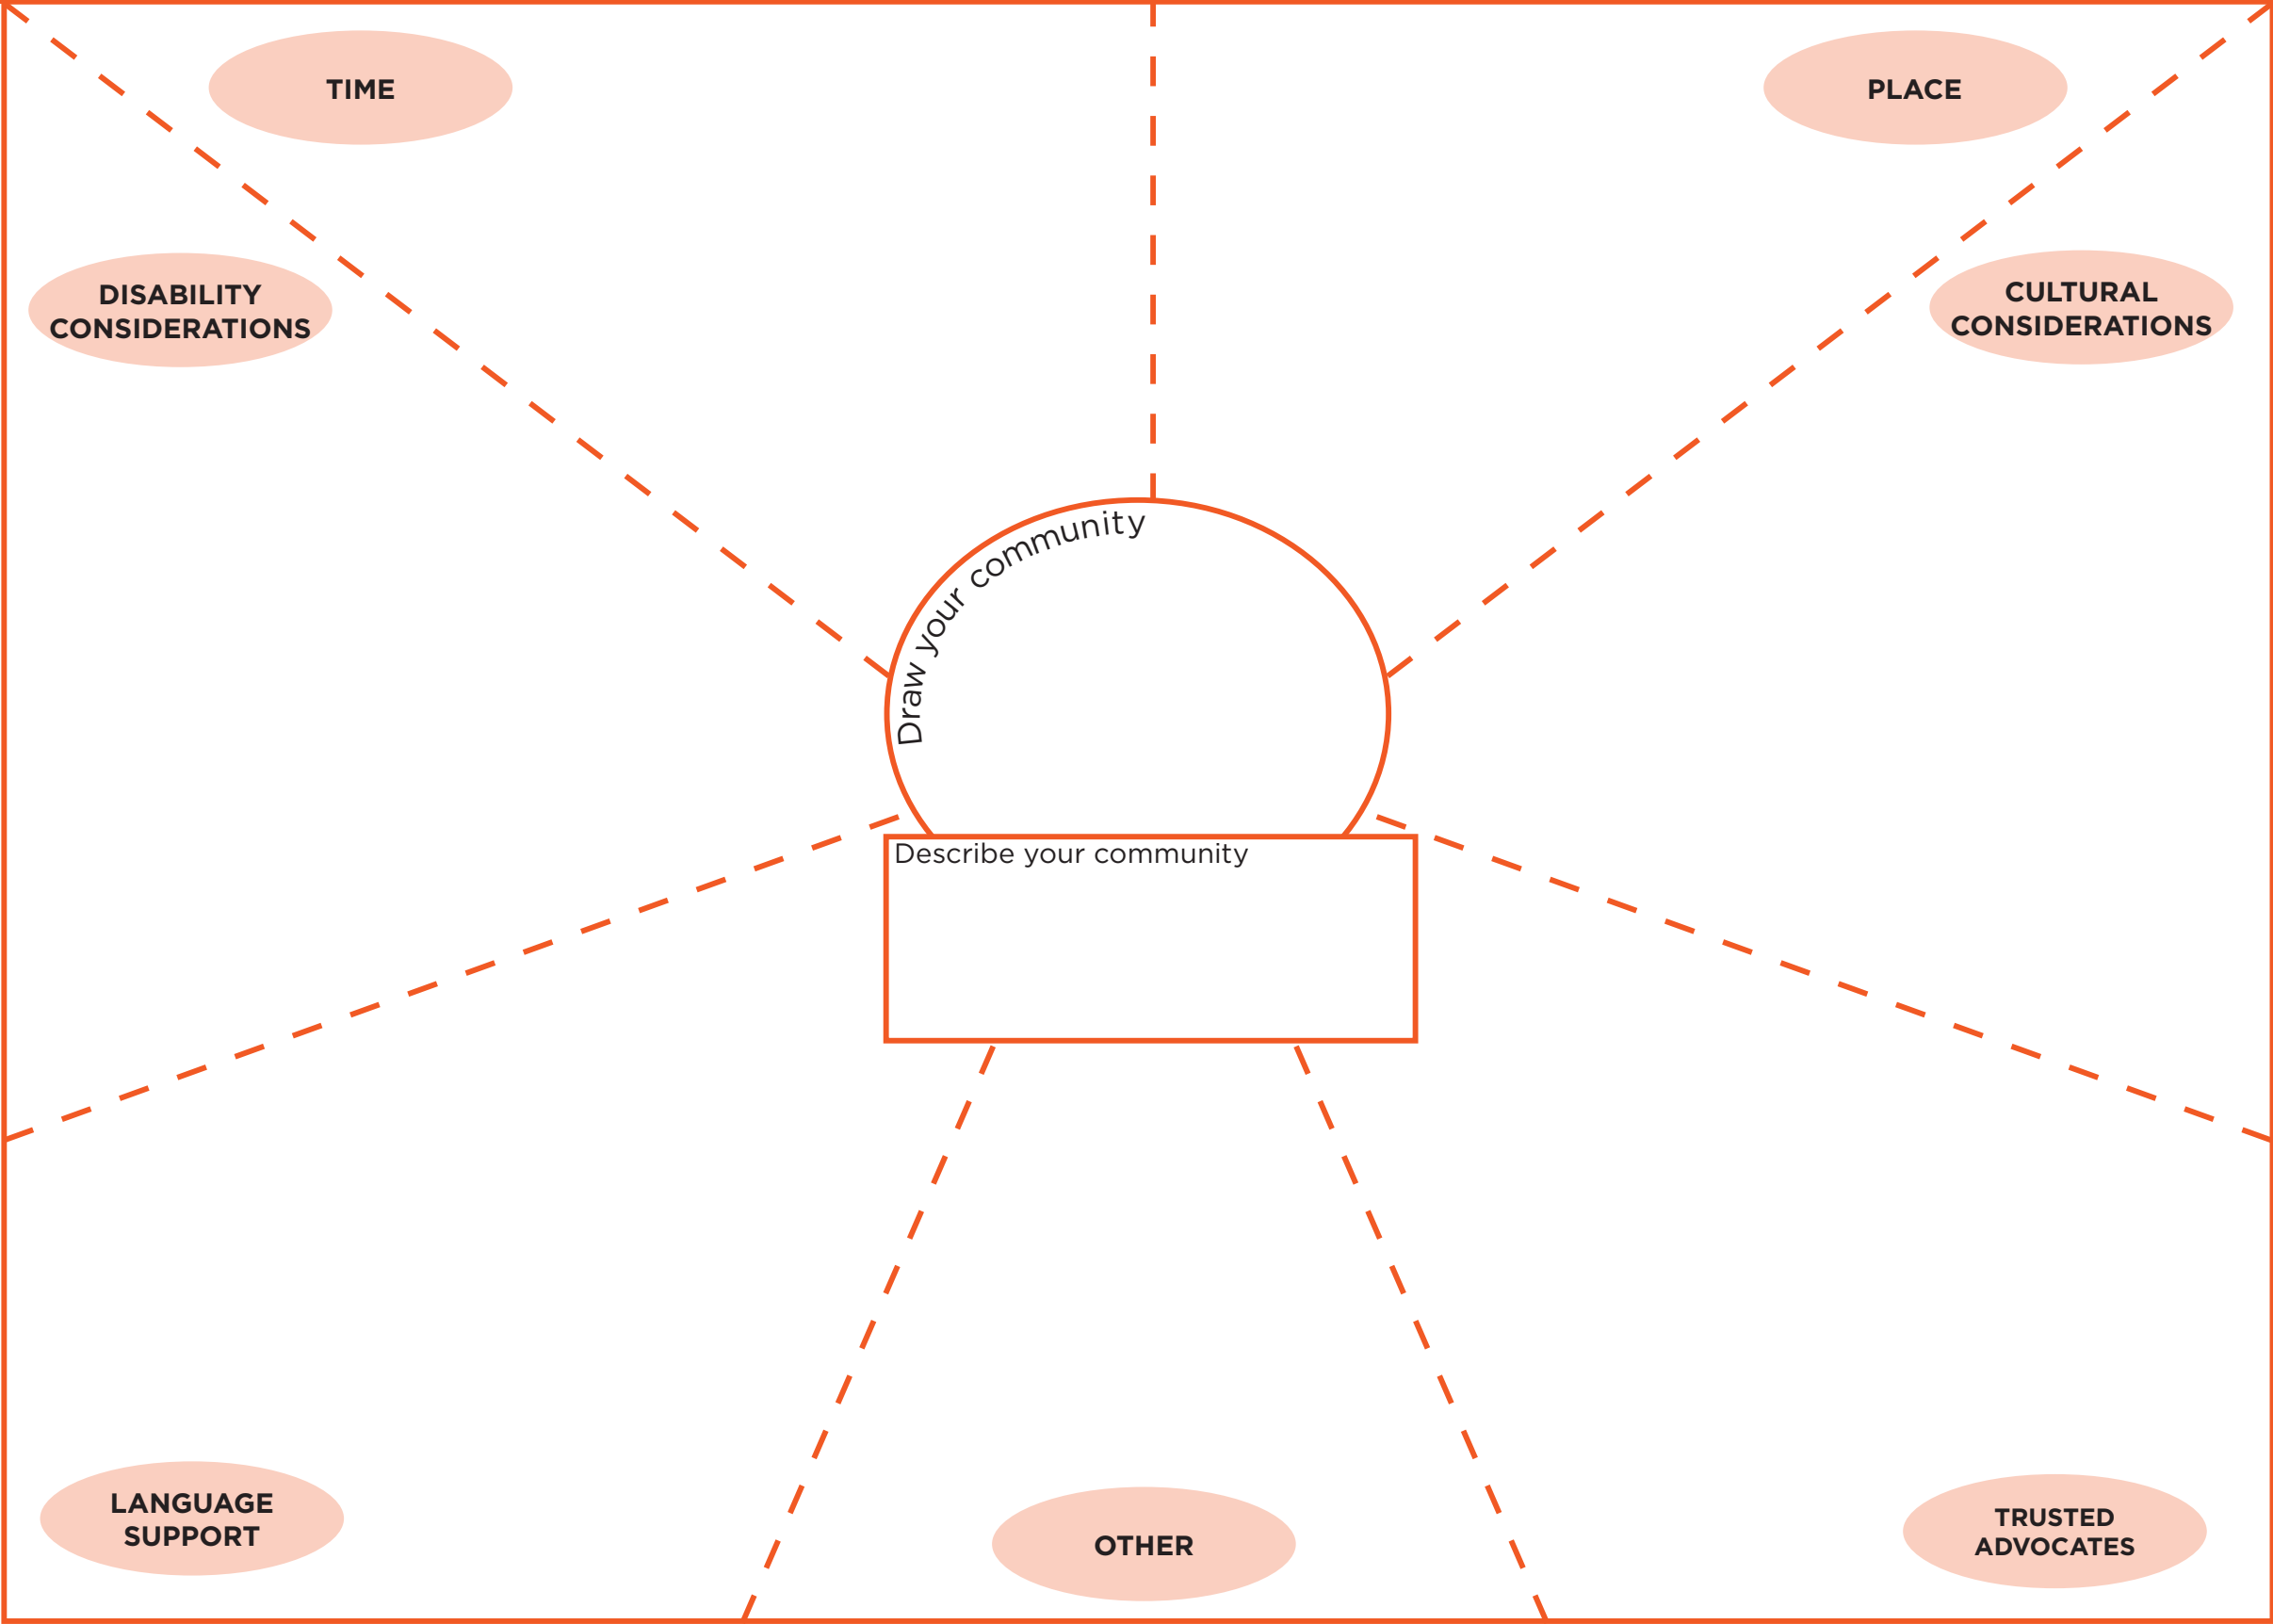 TIME
PLACE
DISABILITY
CONSIDERATIONS
CULTURAL
CONSIDERATIONS
Draw your community
Describe your community
LANGUAGE
SUPPORT
OTHER
TRUSTED
ADVOCATES